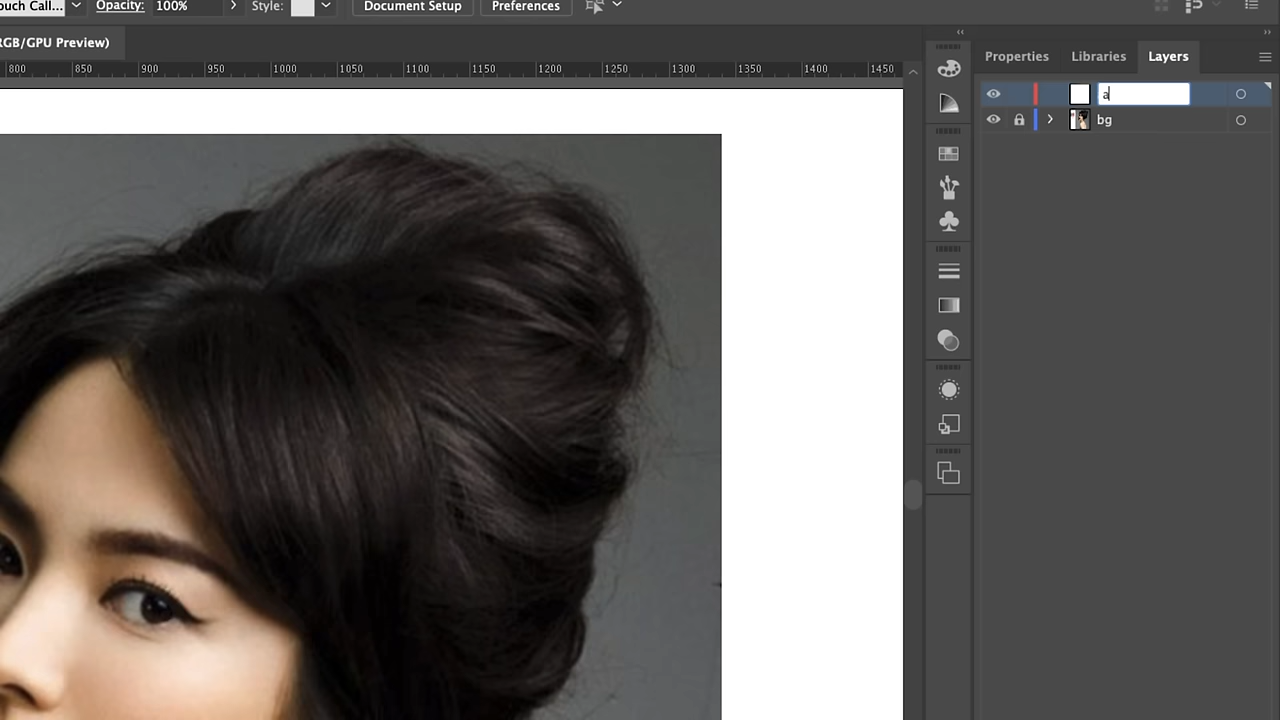 ouch Call... Opacity: 100% Style: Document Setup Preferences
RGB/GPU Preview)
800 850 900 950 1000 1050 1100 1150 1200 1250 1300 1350 1400 1450
Properties Libraries Layers
a
bg